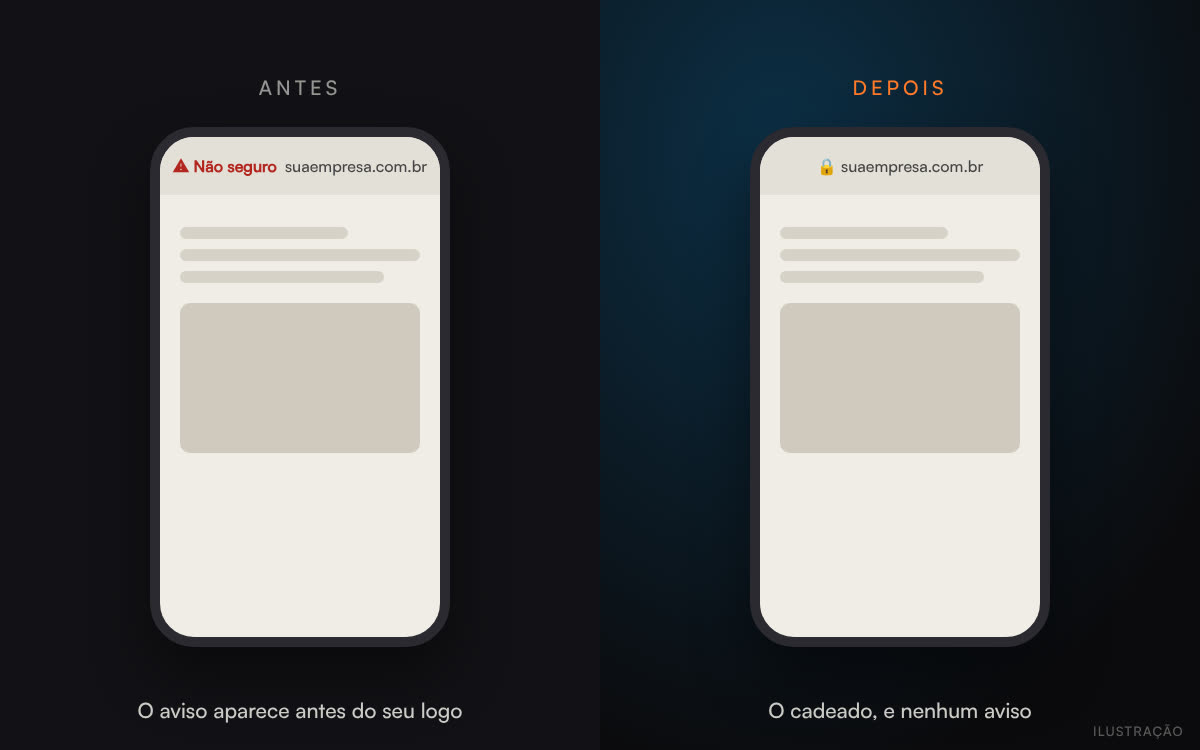 ANTES
⚠ Não seguro suaempresa.com.br
O aviso aparece antes do seu logo
DEPOIS
🔒 suaempresa.com.br
O cadeado, e nenhum aviso
ILUSTRAÇÃO